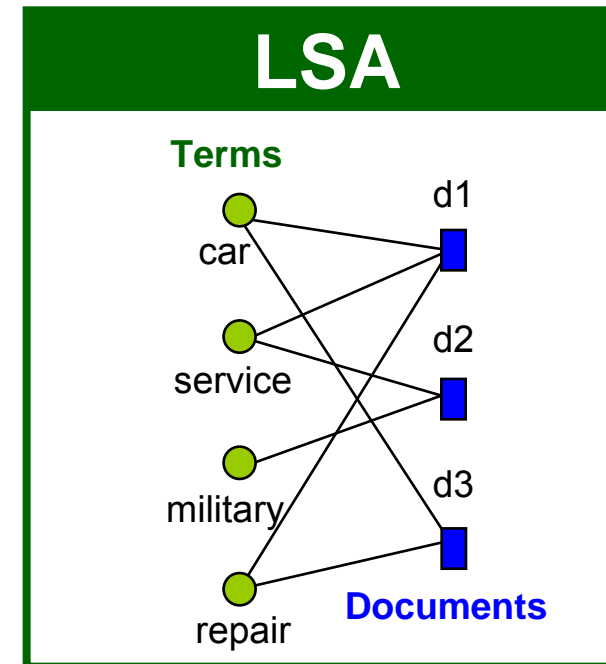 LSA
Terms
d1
car
d2
service
d3
military
Documents
repair